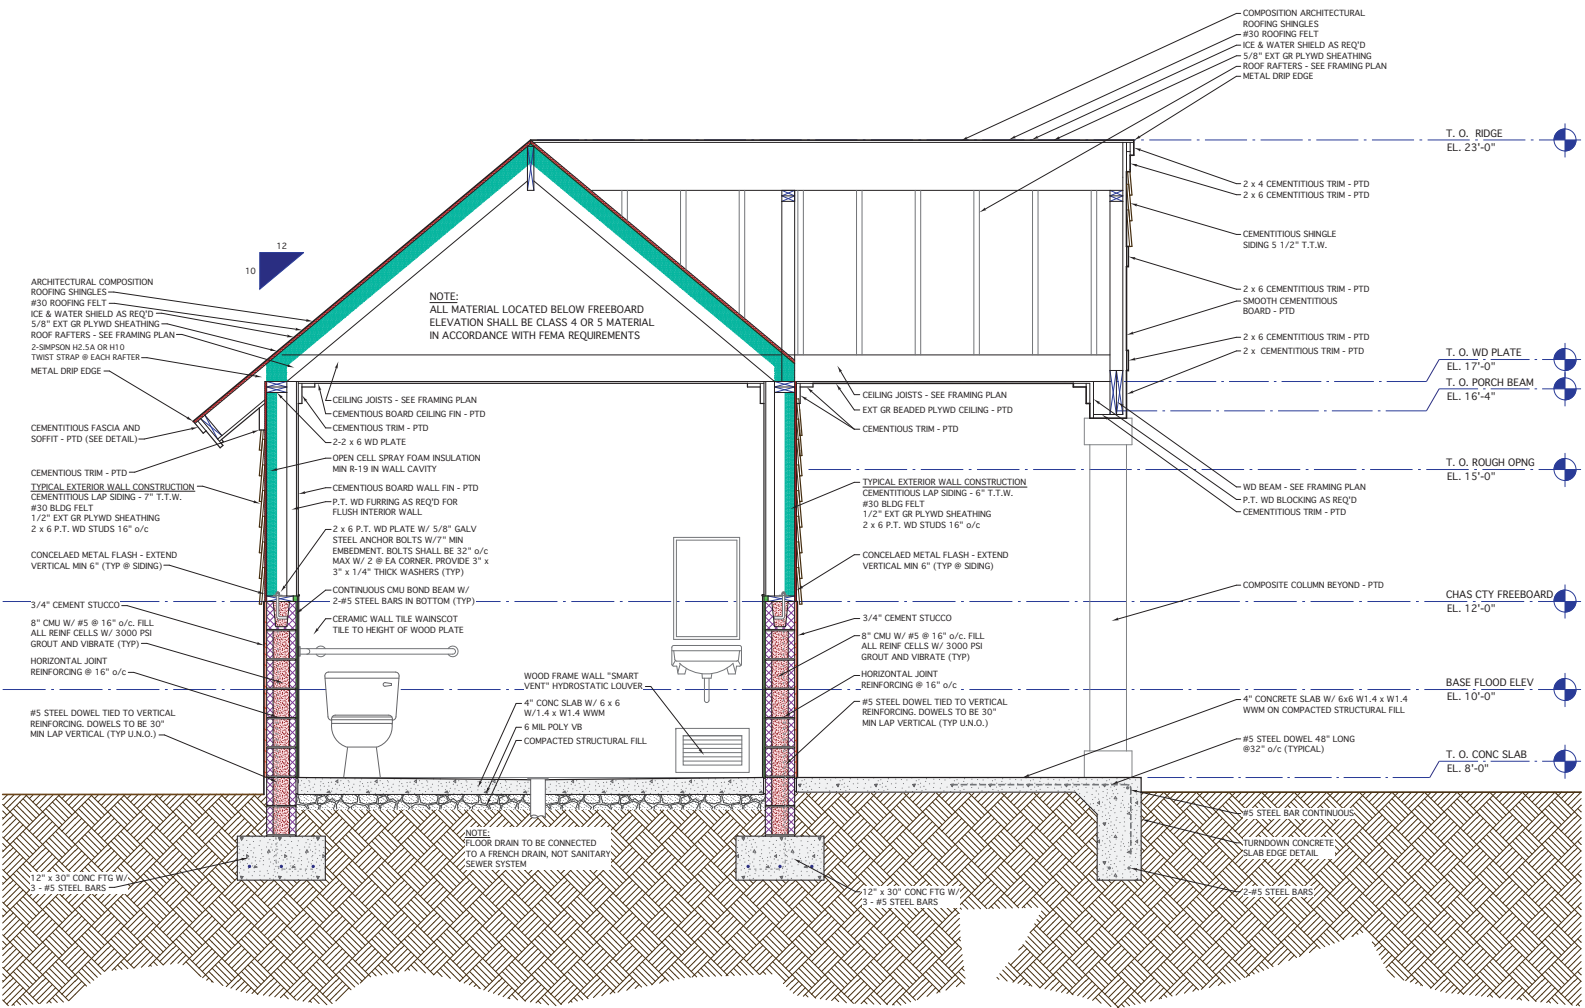 COMPOSITION ARCHITECTURAL
ROOFING SHINGLES
#30 ROOFING FELT
ICE & WATER SHIELD AS REQ'D
5/8" EXT GR PLYWD SHEATHING
ROOF RAFTERS - SEE FRAMING PLAN
METAL DRIP EDGE
T. O. RIDGE
EL. 23'-0"
2 x 4 CEMENTITIOUS TRIM - PTD
2 x 6 CEMENTITIOUS TRIM - PTD
CEMENTITIOUS SHINGLE
SIDING 5 1/2" T.T.W.
2 x 6 CEMENTITIOUS TRIM - PTD
SMOOTH CEMENTITIOUS
BOARD - PTD
2 x 6 CEMENTITIOUS TRIM - PTD
2 x CEMENTITIOUS TRIM - PTD
T. O. WD PLATE
EL. 17'-0"
T. O. PORCH BEAM
EL. 16'-4"
T. O. ROUGH OPNG
EL. 15'-0"
WD BEAM - SEE FRAMING PLAN
P.T. WD BLOCKING AS REQ'D
CEMENTITIOUS TRIM - PTD
COMPOSITE COLUMN BEYOND - PTD
CHAS CTY FREEBOARD
EL. 12'-0"
BASE FLOOD ELEV
EL. 10'-0"
4" CONCRETE SLAB W/ 6x6 W1.4 x W1.4
WWM ON COMPACTED STRUCTURAL FILL
#5 STEEL DOWEL 48" LONG
@32" o/c (TYPICAL)
T. O. CONC SLAB
EL. 8'-0"
#5 STEEL BAR CONTINUOUS
TURNDOWN CONCRETE
SLAB EDGE DETAIL
2-#5 STEEL BARS
12
10
ARCHITECTURAL COMPOSITION
ROOFING SHINGLES
#30 ROOFING FELT
ICE & WATER SHIELD AS REQ'D
5/8" EXT GR PLYWD SHEATHING
ROOF RAFTERS - SEE FRAMING PLAN
2-SIMPSON H2.5A OR H10
TWIST STRAP @ EACH RAFTER
METAL DRIP EDGE
CEMENTITIOUS FASCIA AND
SOFFIT - PTD (SEE DETAIL)
CEMENTIOUS TRIM - PTD
TYPICAL EXTERIOR WALL CONSTRUCTION
CEMENTITIOUS LAP SIDING - 7" T.T.W.
#30 BLDG FELT
1/2" EXT GR PLYWD SHEATHING
2 x 6 P.T. WD STUDS 16" o/c
CONCELAED METAL FLASH - EXTEND
VERTICAL MIN 6" (TYP @ SIDING)
3/4" CEMENT STUCCO
8" CMU W/ #5 @ 16" o/c. FILL
ALL REINF CELLS W/ 3000 PSI
GROUT AND VIBRATE (TYP)
HORIZONTAL JOINT
REINFORCING @ 16" o/c
#5 STEEL DOWEL TIED TO VERTICAL
REINFORCING. DOWELS TO BE 30"
MIN LAP VERTICAL (TYP U.N.O.)
12" x 30" CONC FTG W/
3 - #5 STEEL BARS
NOTE:
ALL MATERIAL LOCATED BELOW FREEBOARD
ELEVATION SHALL BE CLASS 4 OR 5 MATERIAL
IN ACCORDANCE WITH FEMA REQUIREMENTS
CEILING JOISTS - SEE FRAMING PLAN
CEMENTIOUS BOARD CEILING FIN - PTD
CEMENTIOUS TRIM - PTD
2-2 x 6 WD PLATE
OPEN CELL SPRAY FOAM INSULATION
MIN R-19 IN WALL CAVITY
CEMENTIOUS BOARD WALL FIN - PTD
P.T. WD FURRING AS REQ'D FOR
FLUSH INTERIOR WALL
2 x 6 P.T. WD PLATE W/ 5/8" GALV
STEEL ANCHOR BOLTS W/7" MIN
EMBEDMENT. BOLTS SHALL BE 32" o/c
MAX W/ 2 @ EA CORNER. PROVIDE 3" x
3" x 1/4" THICK WASHERS (TYP)
CONTINUOUS CMU BOND BEAM W/
2-#5 STEEL BARS IN BOTTOM (TYP)
CERAMIC WALL TILE WAINSCOT
TILE TO HEIGHT OF WOOD PLATE
WOOD FRAME WALL "SMART
VENT" HYDROSTATIC LOUVER
4" CONC SLAB W/ 6 x 6
W/1.4 x W1.4 WWM
6 MIL POLY VB
COMPACTED STRUCTURAL FILL
NOTE:
FLOOR DRAIN TO BE CONNECTED
TO A FRENCH DRAIN, NOT SANITARY
SEWER SYSTEM
CEILING JOISTS - SEE FRAMING PLAN
EXT GR BEADED PLYWD CEILING - PTD
CEMENTIOUS TRIM - PTD
TYPICAL EXTERIOR WALL CONSTRUCTION
CEMENTITIOUS LAP SIDING - 6" T.T.W.
#30 BLDG FELT
1/2" EXT GR PLYWD SHEATHING
2 x 6 P.T. WD STUDS 16" o/c
CONCELAED METAL FLASH - EXTEND
VERTICAL MIN 6" (TYP @ SIDING)
3/4" CEMENT STUCCO
8" CMU W/ #5 @ 16" o/c. FILL
ALL REINF CELLS W/ 3000 PSI
GROUT AND VIBRATE (TYP)
HORIZONTAL JOINT
REINFORCING @ 16" o/c
#5 STEEL DOWEL TIED TO VERTICAL
REINFORCING. DOWELS TO BE 30"
MIN LAP VERTICAL (TYP U.N.O.)
12" x 30" CONC FTG W/
3 - #5 STEEL BARS